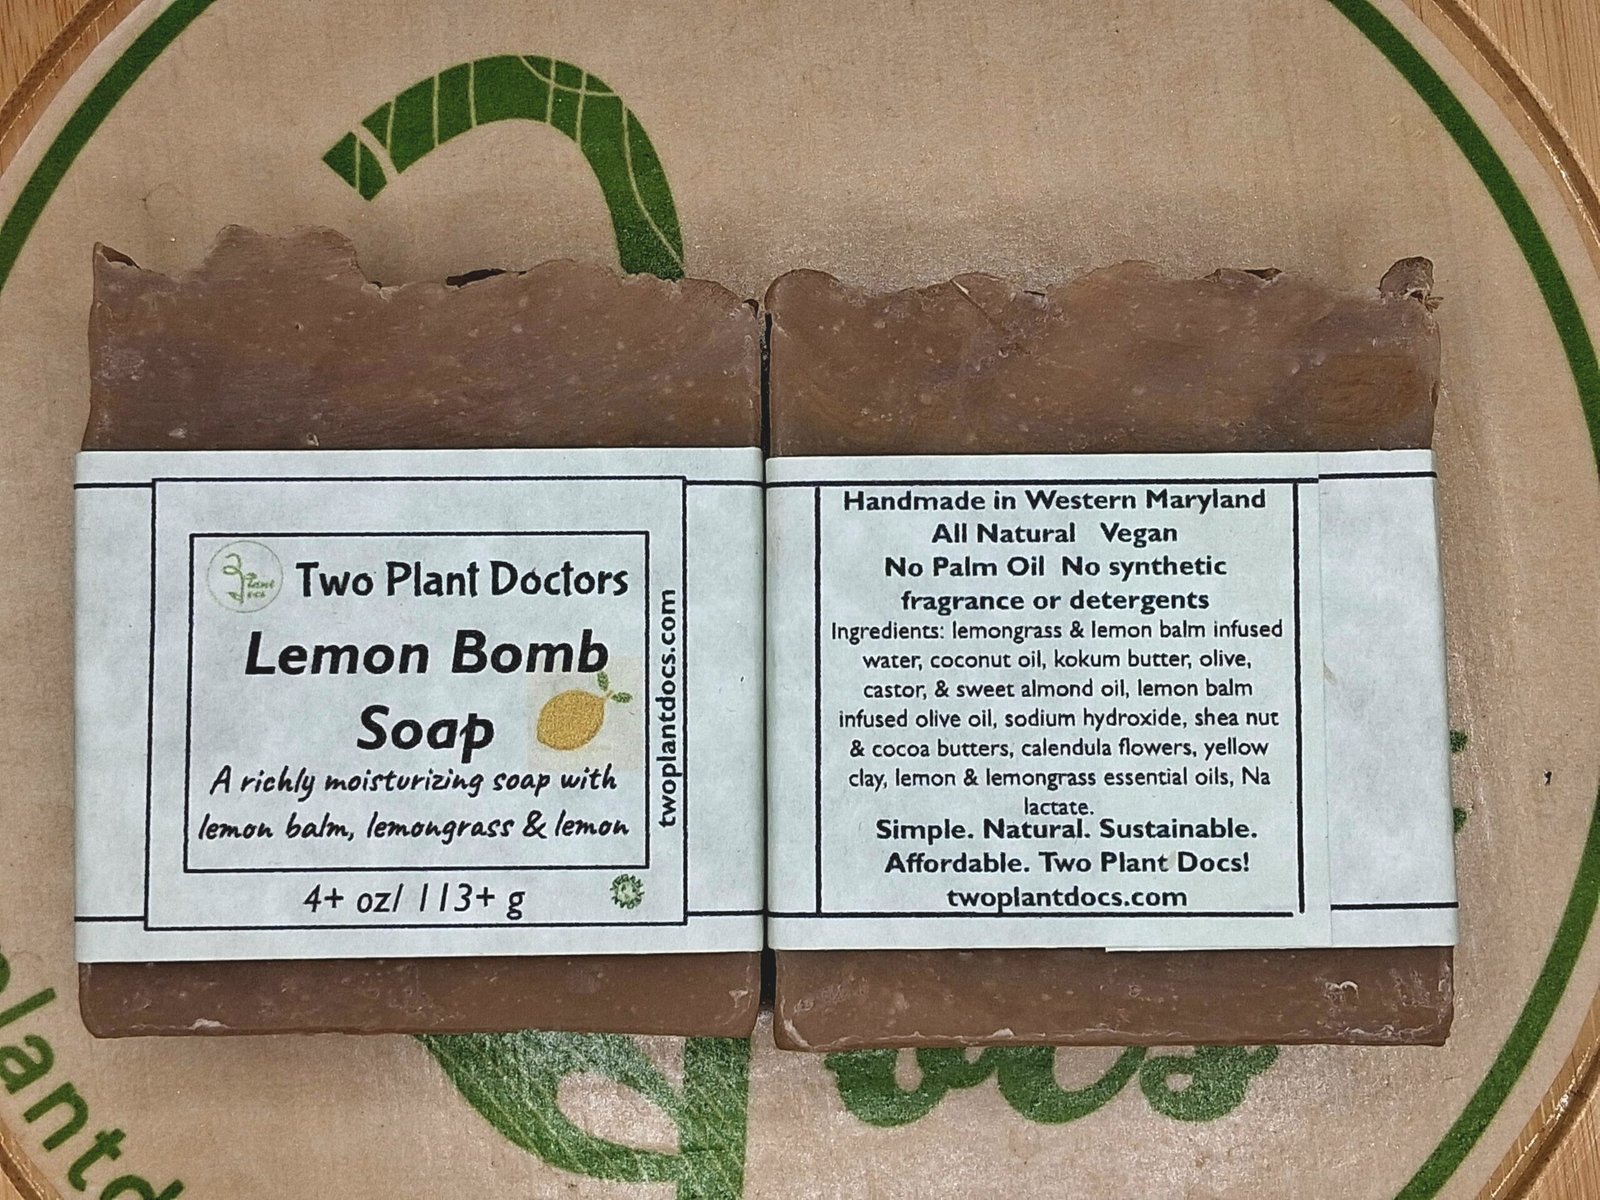 Two Plant Doctors
Lemon Bomb
Soap
A richly moisturizing soap with
lemon balm, lemongrass & lemon
4+ oz/ 113+ g
twoplantdocs.com
Handmade in Western Maryland
All Natural Vegan
No Palm Oil No synthetic
fragrance or detergents
Ingredients: lemongrass & lemon balm infused
water, coconut oil, kokum butter, olive,
castor, & sweet almond oil, lemon balm
infused olive oil, sodium hydroxide, shea nut
& cocoa butters, calendula flowers, yellow
clay, lemon & lemongrass essential oils, Na
lactate.
Simple. Natural. Sustainable.
Affordable. Two Plant Docs!
twoplantdocs.com